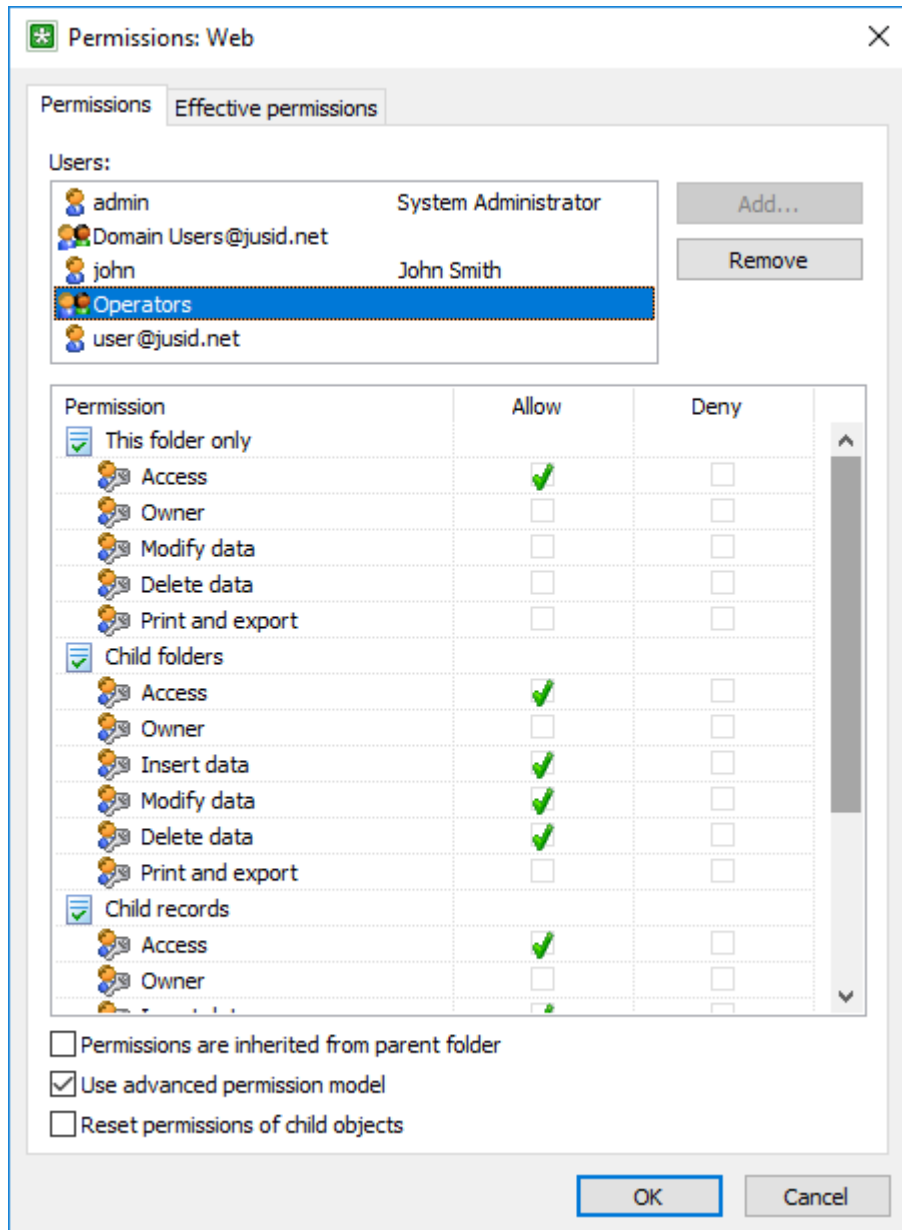 Permissions: Web
Permissions Effective permissions
Users:
admin System Administrator
Add...
Domain Users@jusid.net
john John Smith
Remove
Operators
user@jusid.net
Permission Allow Deny
This folder only
Access
Owner
Modify data
Delete data
Print and export
Child folders
Access
Owner
Insert data
Modify data
Delete data
Print and export
Child records
Access
Owner
Permissions are inherited from parent folder
Use advanced permission model
Reset permissions of child objects
OK Cancel